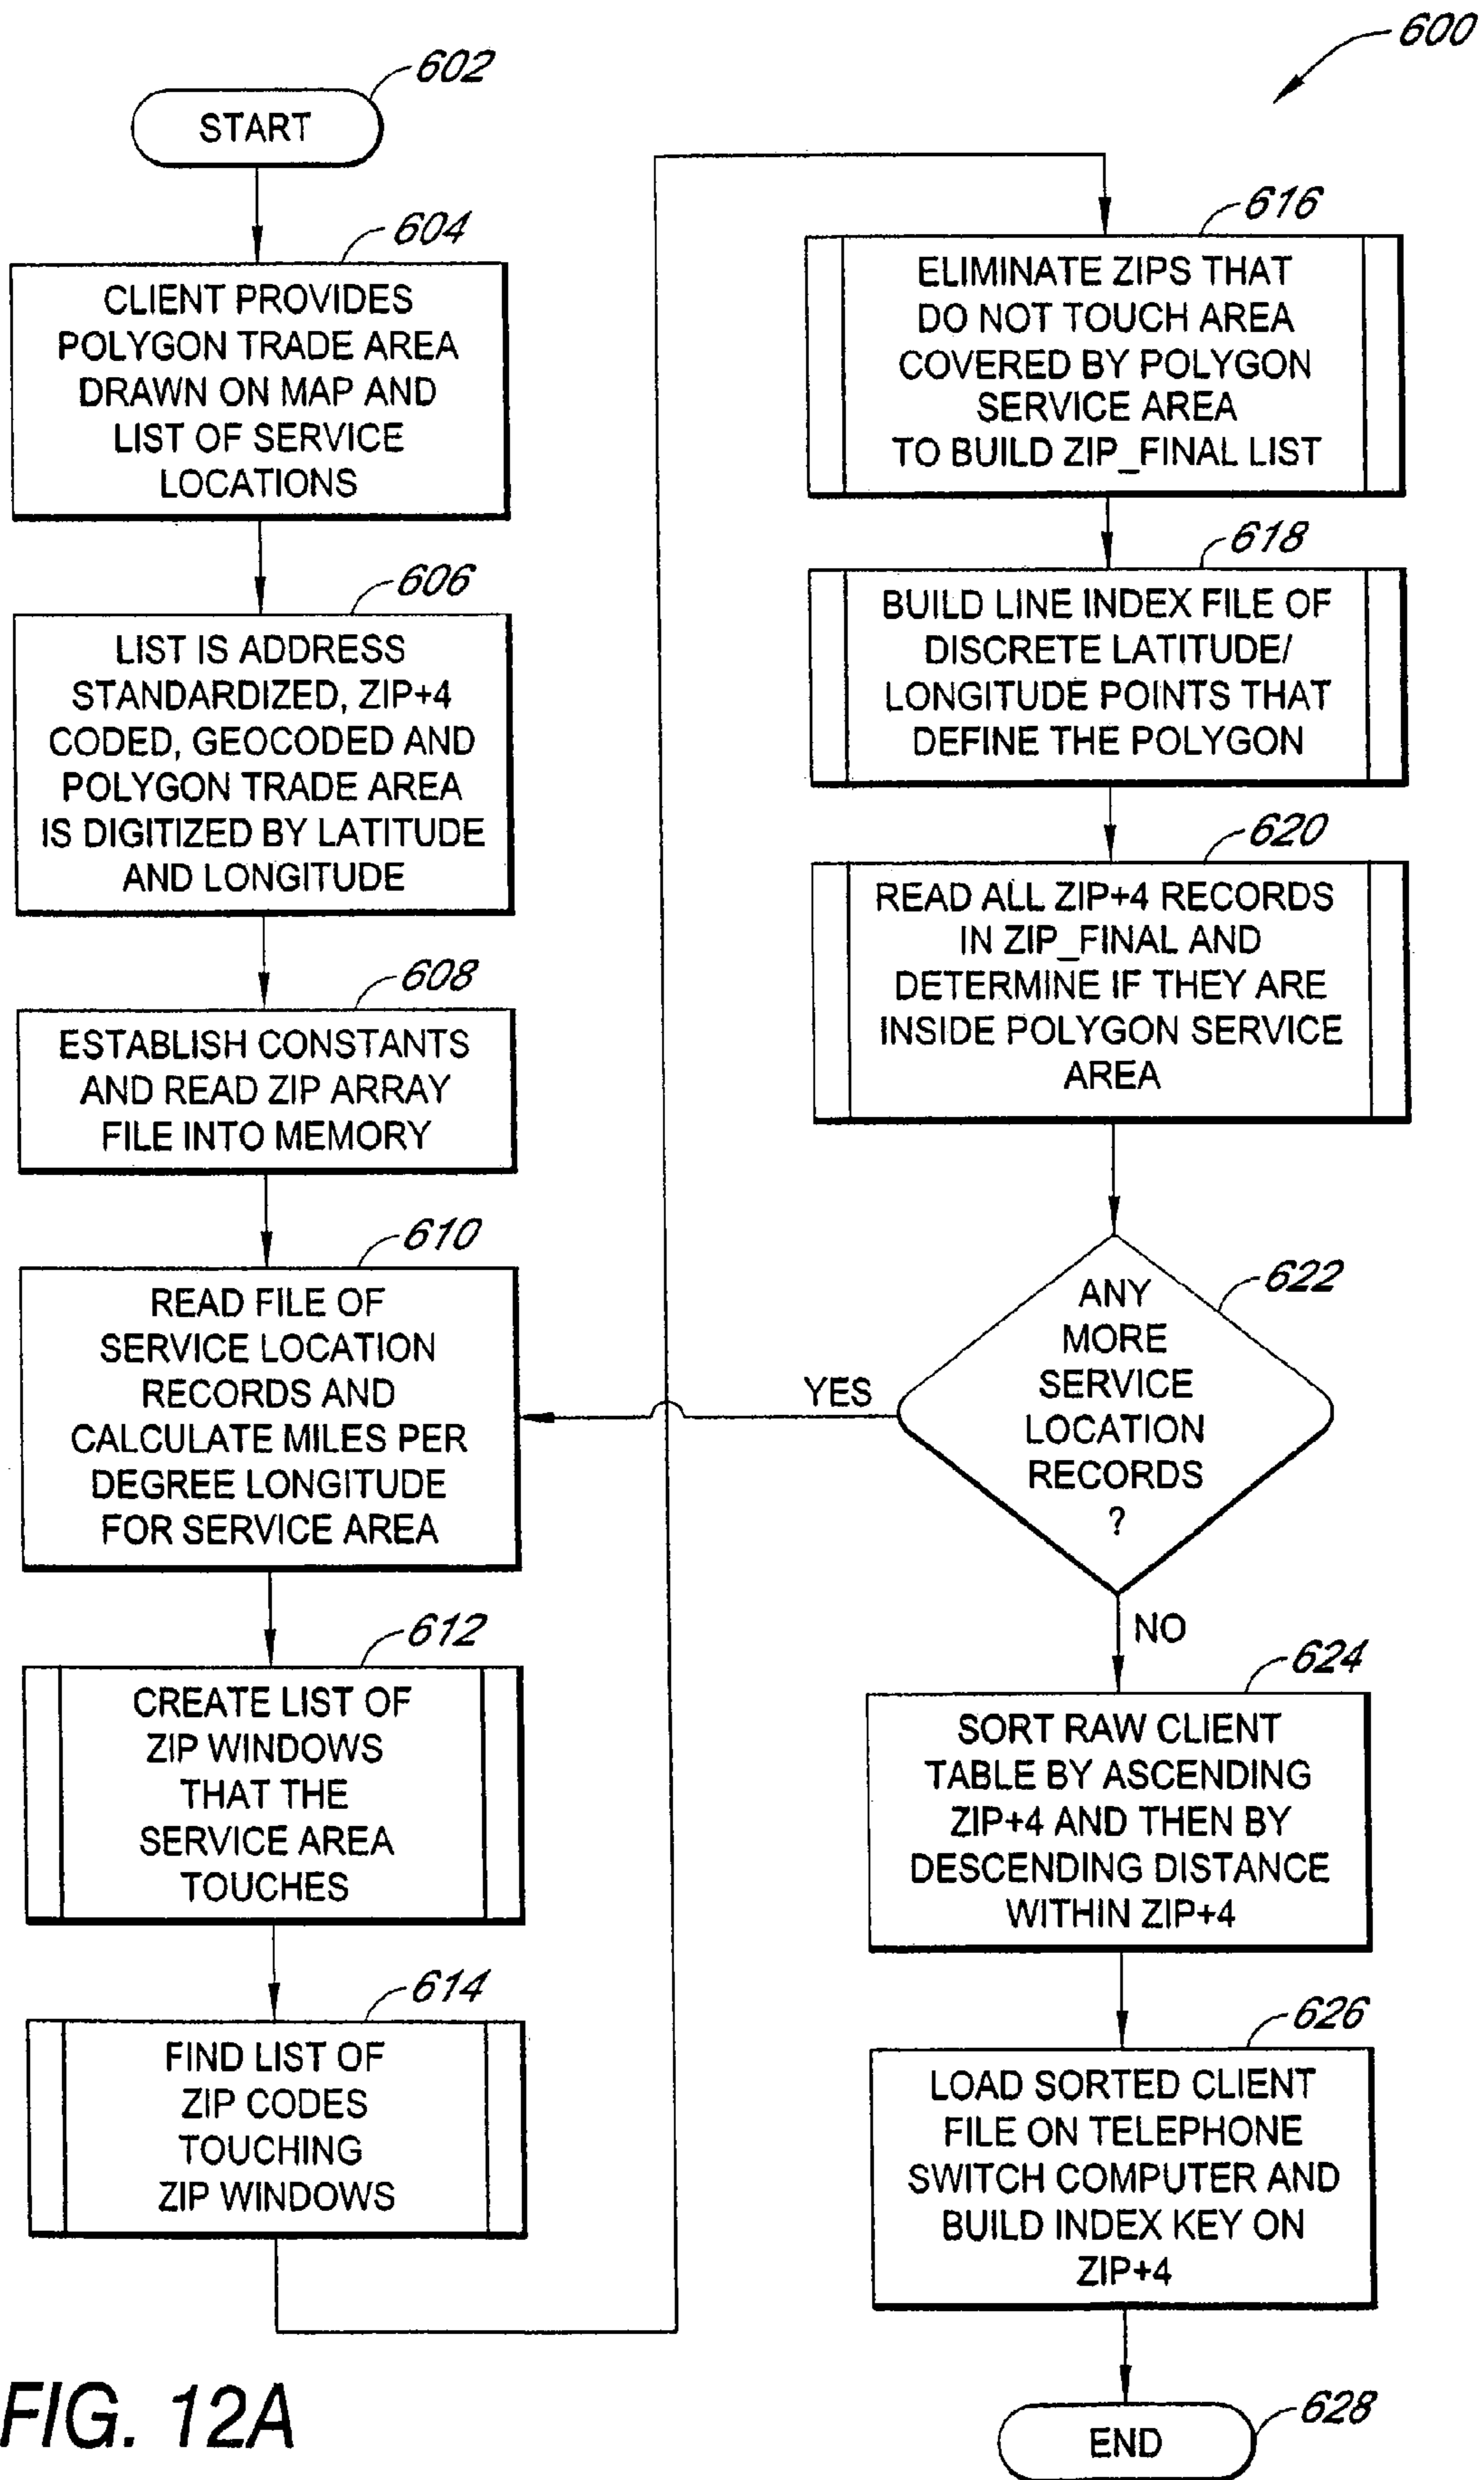 600
602
START
604
CLIENT PROVIDES
POLYGON TRADE AREA
DRAWN ON MAP AND
LIST OF SERVICE
LOCATIONS
606
LIST IS ADDRESS
STANDARDIZED, ZIP+4
CODED, GEOCODED AND
POLYGON TRADE AREA
IS DIGITIZED BY LATITUDE
AND LONGITUDE
608
ESTABLISH CONSTANTS
AND READ ZIP ARRAY
FILE INTO MEMORY
610
READ FILE OF
SERVICE LOCATION
RECORDS AND
CALCULATE MILES PER
DEGREE LONGITUDE
FOR SERVICE AREA
612
CREATE LIST OF
ZIP WINDOWS
THAT THE
SERVICE AREA
TOUCHES
614
FIND LIST OF
ZIP CODES
TOUCHING
ZIP WINDOWS
616
ELIMINATE ZIPS THAT
DO NOT TOUCH AREA
COVERED BY POLYGON
SERVICE AREA
TO BUILD ZIP_FINAL LIST
618
BUILD LINE INDEX FILE OF
DISCRETE LATITUDE/
LONGITUDE POINTS THAT
DEFINE THE POLYGON
620
READ ALL ZIP+4 RECORDS
IN ZIP_FINAL AND
DETERMINE IF THEY ARE
INSIDE POLYGON SERVICE
AREA
622
ANY
MORE
SERVICE
LOCATION
RECORDS
?
YES
NO
624
SORT RAW CLIENT
TABLE BY ASCENDING
ZIP+4 AND THEN BY
DESCENDING DISTANCE
WITHIN ZIP+4
626
LOAD SORTED CLIENT
FILE ON TELEPHONE
SWITCH COMPUTER AND
BUILD INDEX KEY ON
ZIP+4
628
END
FIG. 12A